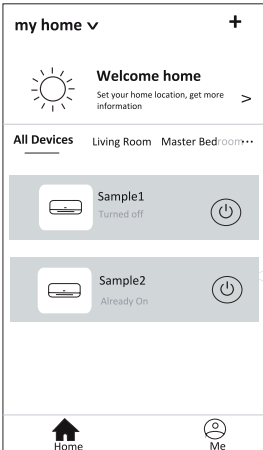 my home
Welcome home
Set your home location, get more
information
All Devices Living Room Master Bedroom
Sample1
Turned off
Sample2
Already On
Home Me